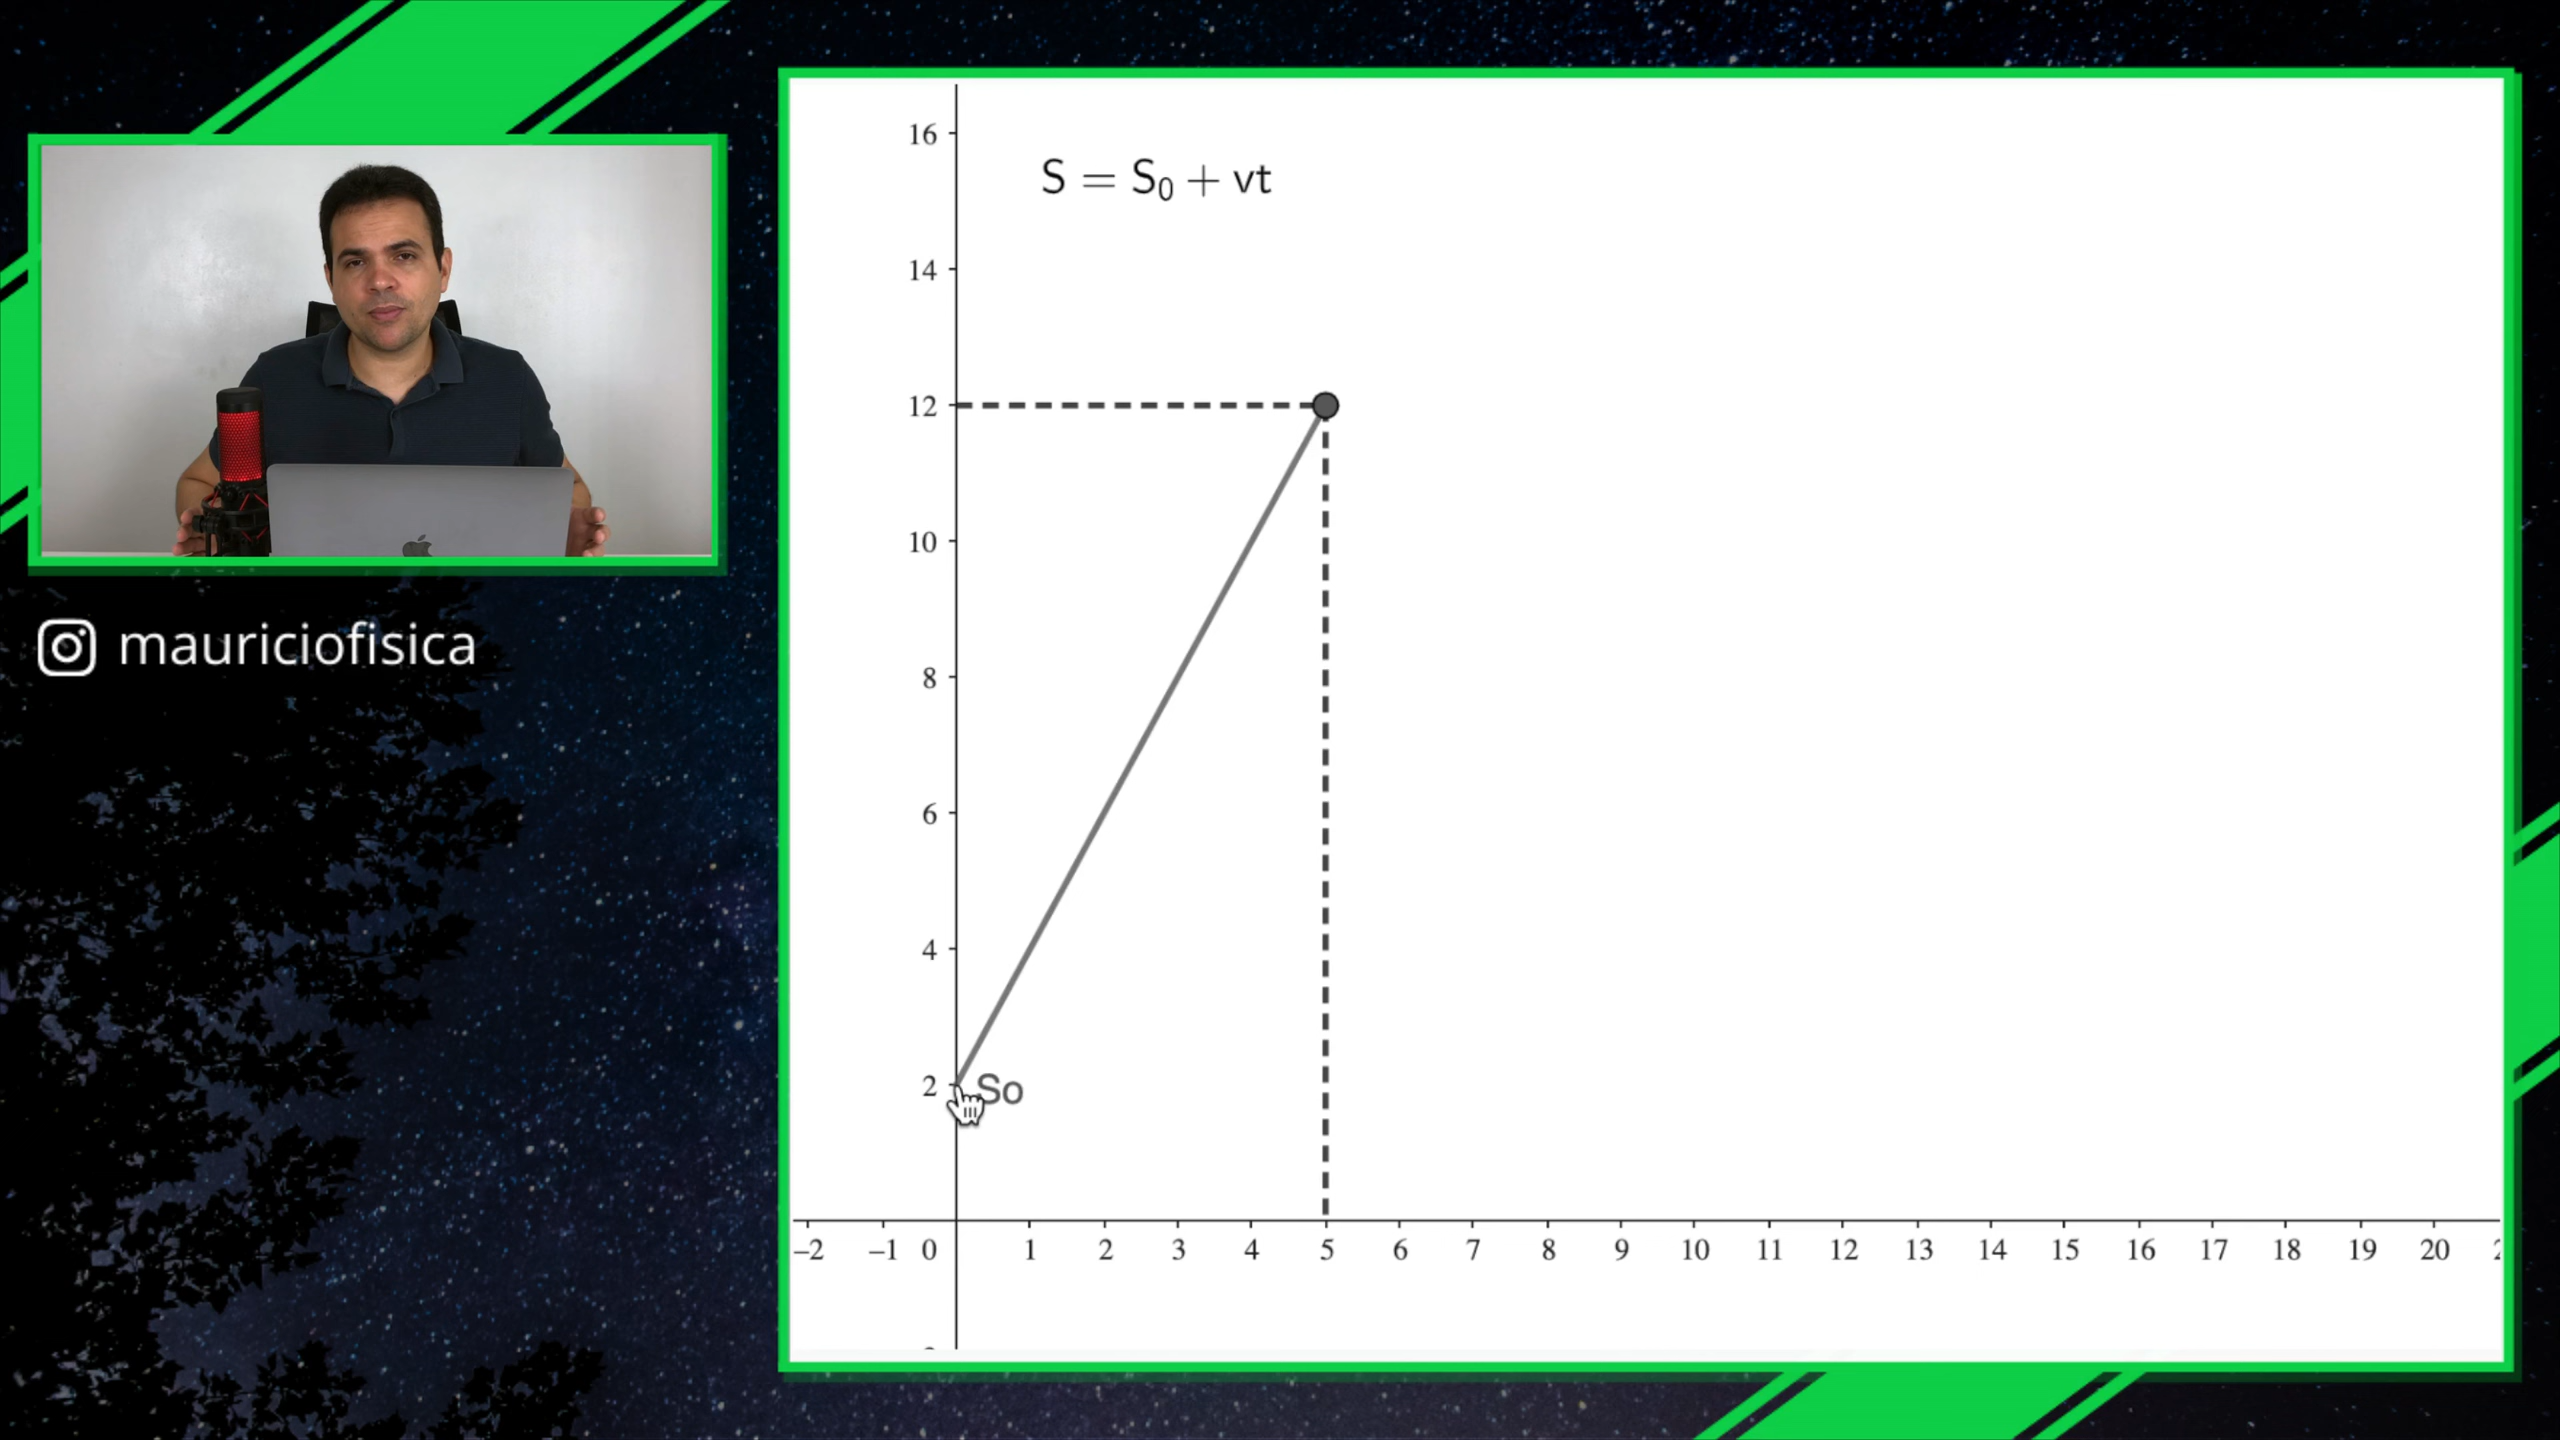 mauriciofisica
S = S₀ + vt
16
14
12
10
8
6
4
2
So
–2 –1 0 1 2 3 4 5 6 7 8 9 10 11 12 13 14 15 16 17 18 19 20